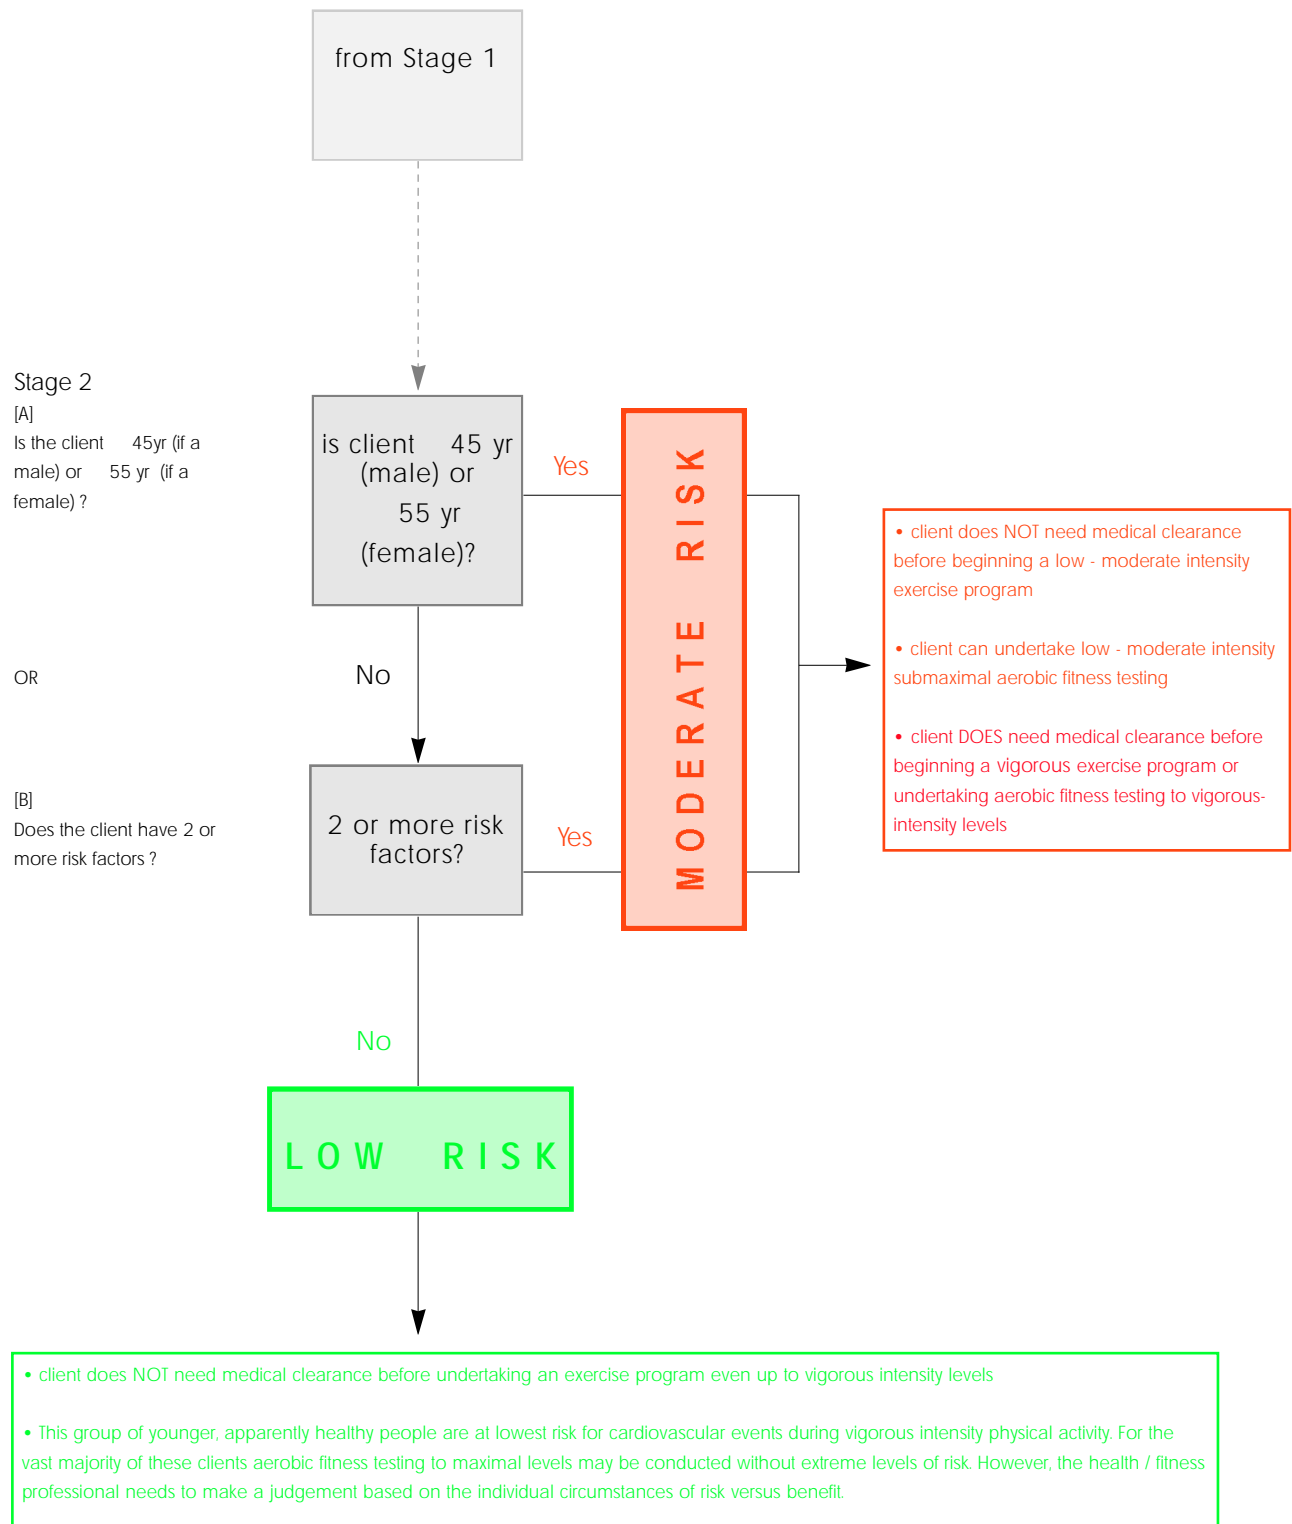 from Stage 1
Stage 2
[A]
Is the client 45yr (if a
male) or 55 yr (if a
female) ?
is client 45 yr
(male) or
55 yr
(female)?
Yes
MODERATE RISK
• client does NOT need medical clearance
before beginning a low - moderate intensity
exercise program
• client can undertake low - moderate intensity
submaximal aerobic fitness testing
• client DOES need medical clearance before
beginning a vigorous exercise program or
undertaking aerobic fitness testing to vigorous-
intensity levels
OR
No
[B]
Does the client have 2 or
more risk factors ?
2 or more risk
factors?
Yes
No
LOW RISK
• client does NOT need medical clearance before undertaking an exercise program even up to vigorous intensity levels
• This group of younger, apparently healthy people are at lowest risk for cardiovascular events during vigorous intensity physical activity. For the
vast majority of these clients aerobic fitness testing to maximal levels may be conducted without extreme levels of risk. However, the health / fitness
professional needs to make a judgement based on the individual circumstances of risk versus benefit.